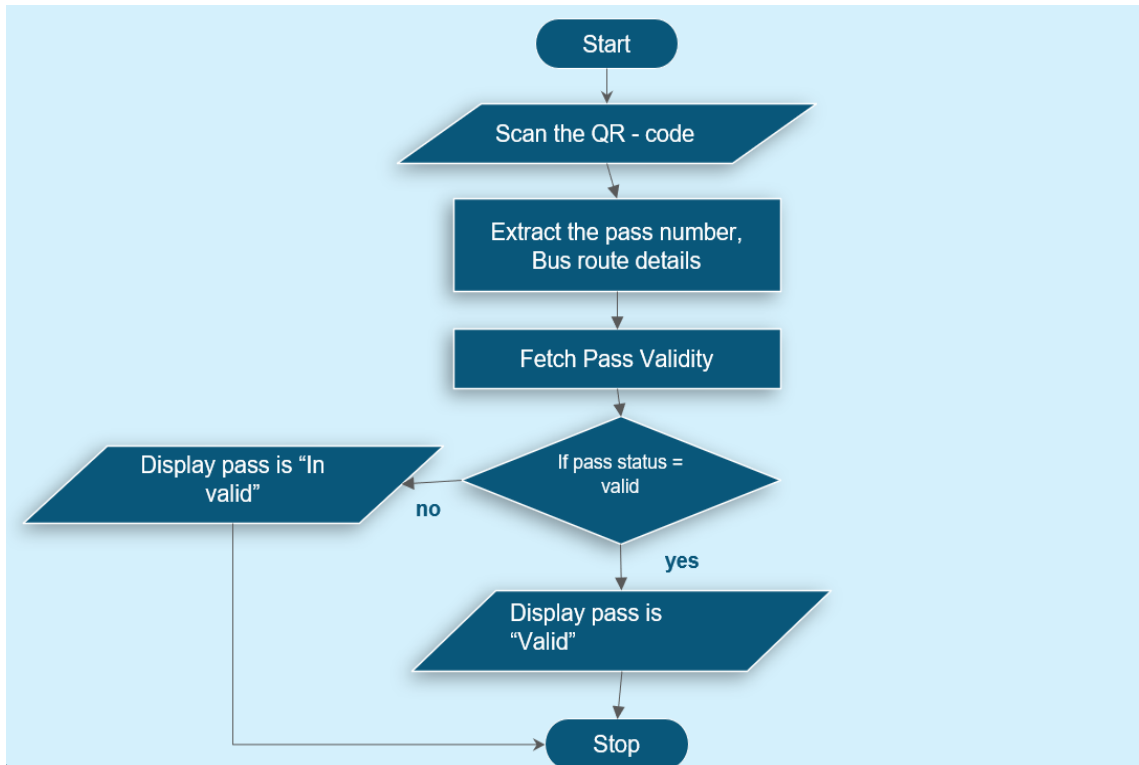 Start
Scan the QR - code
Extract the pass number,
Bus route details
Fetch Pass Validity
If pass status =
valid
Display pass is “In
valid”
no
yes
Display pass is
“Valid”
Stop